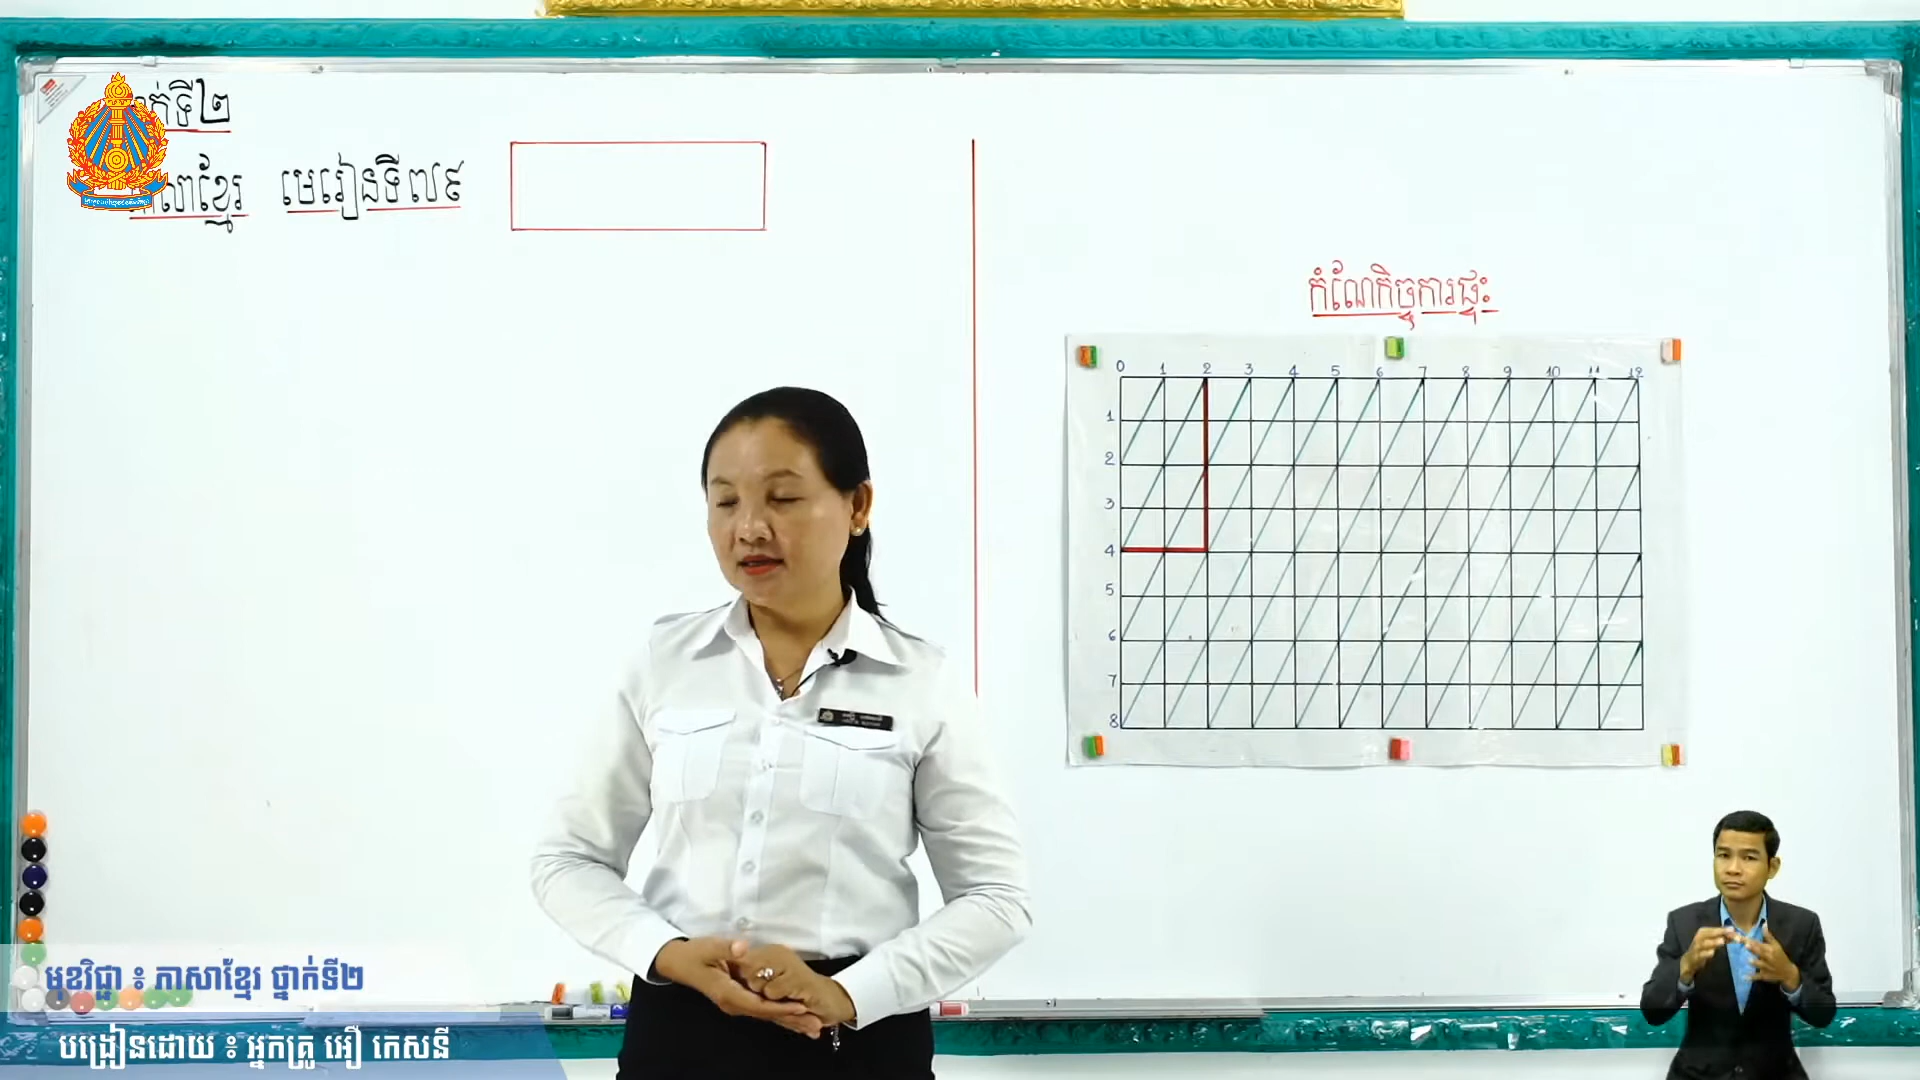 ថ្នាក់ទី២
ភាសាខ្មែរ មេរៀនទី៧៩
កំណែកិច្ចការផ្ទះ
0 1 2 3 4 5 6 7 8 9 10 11 12
1
2
3
4
5
6
7
8
មុខវិជ្ជា ៖ ភាសាខ្មែរ ថ្នាក់ទី២
បង្រៀនដោយ ៖ អ្នកគ្រូ អឿ កេសនី